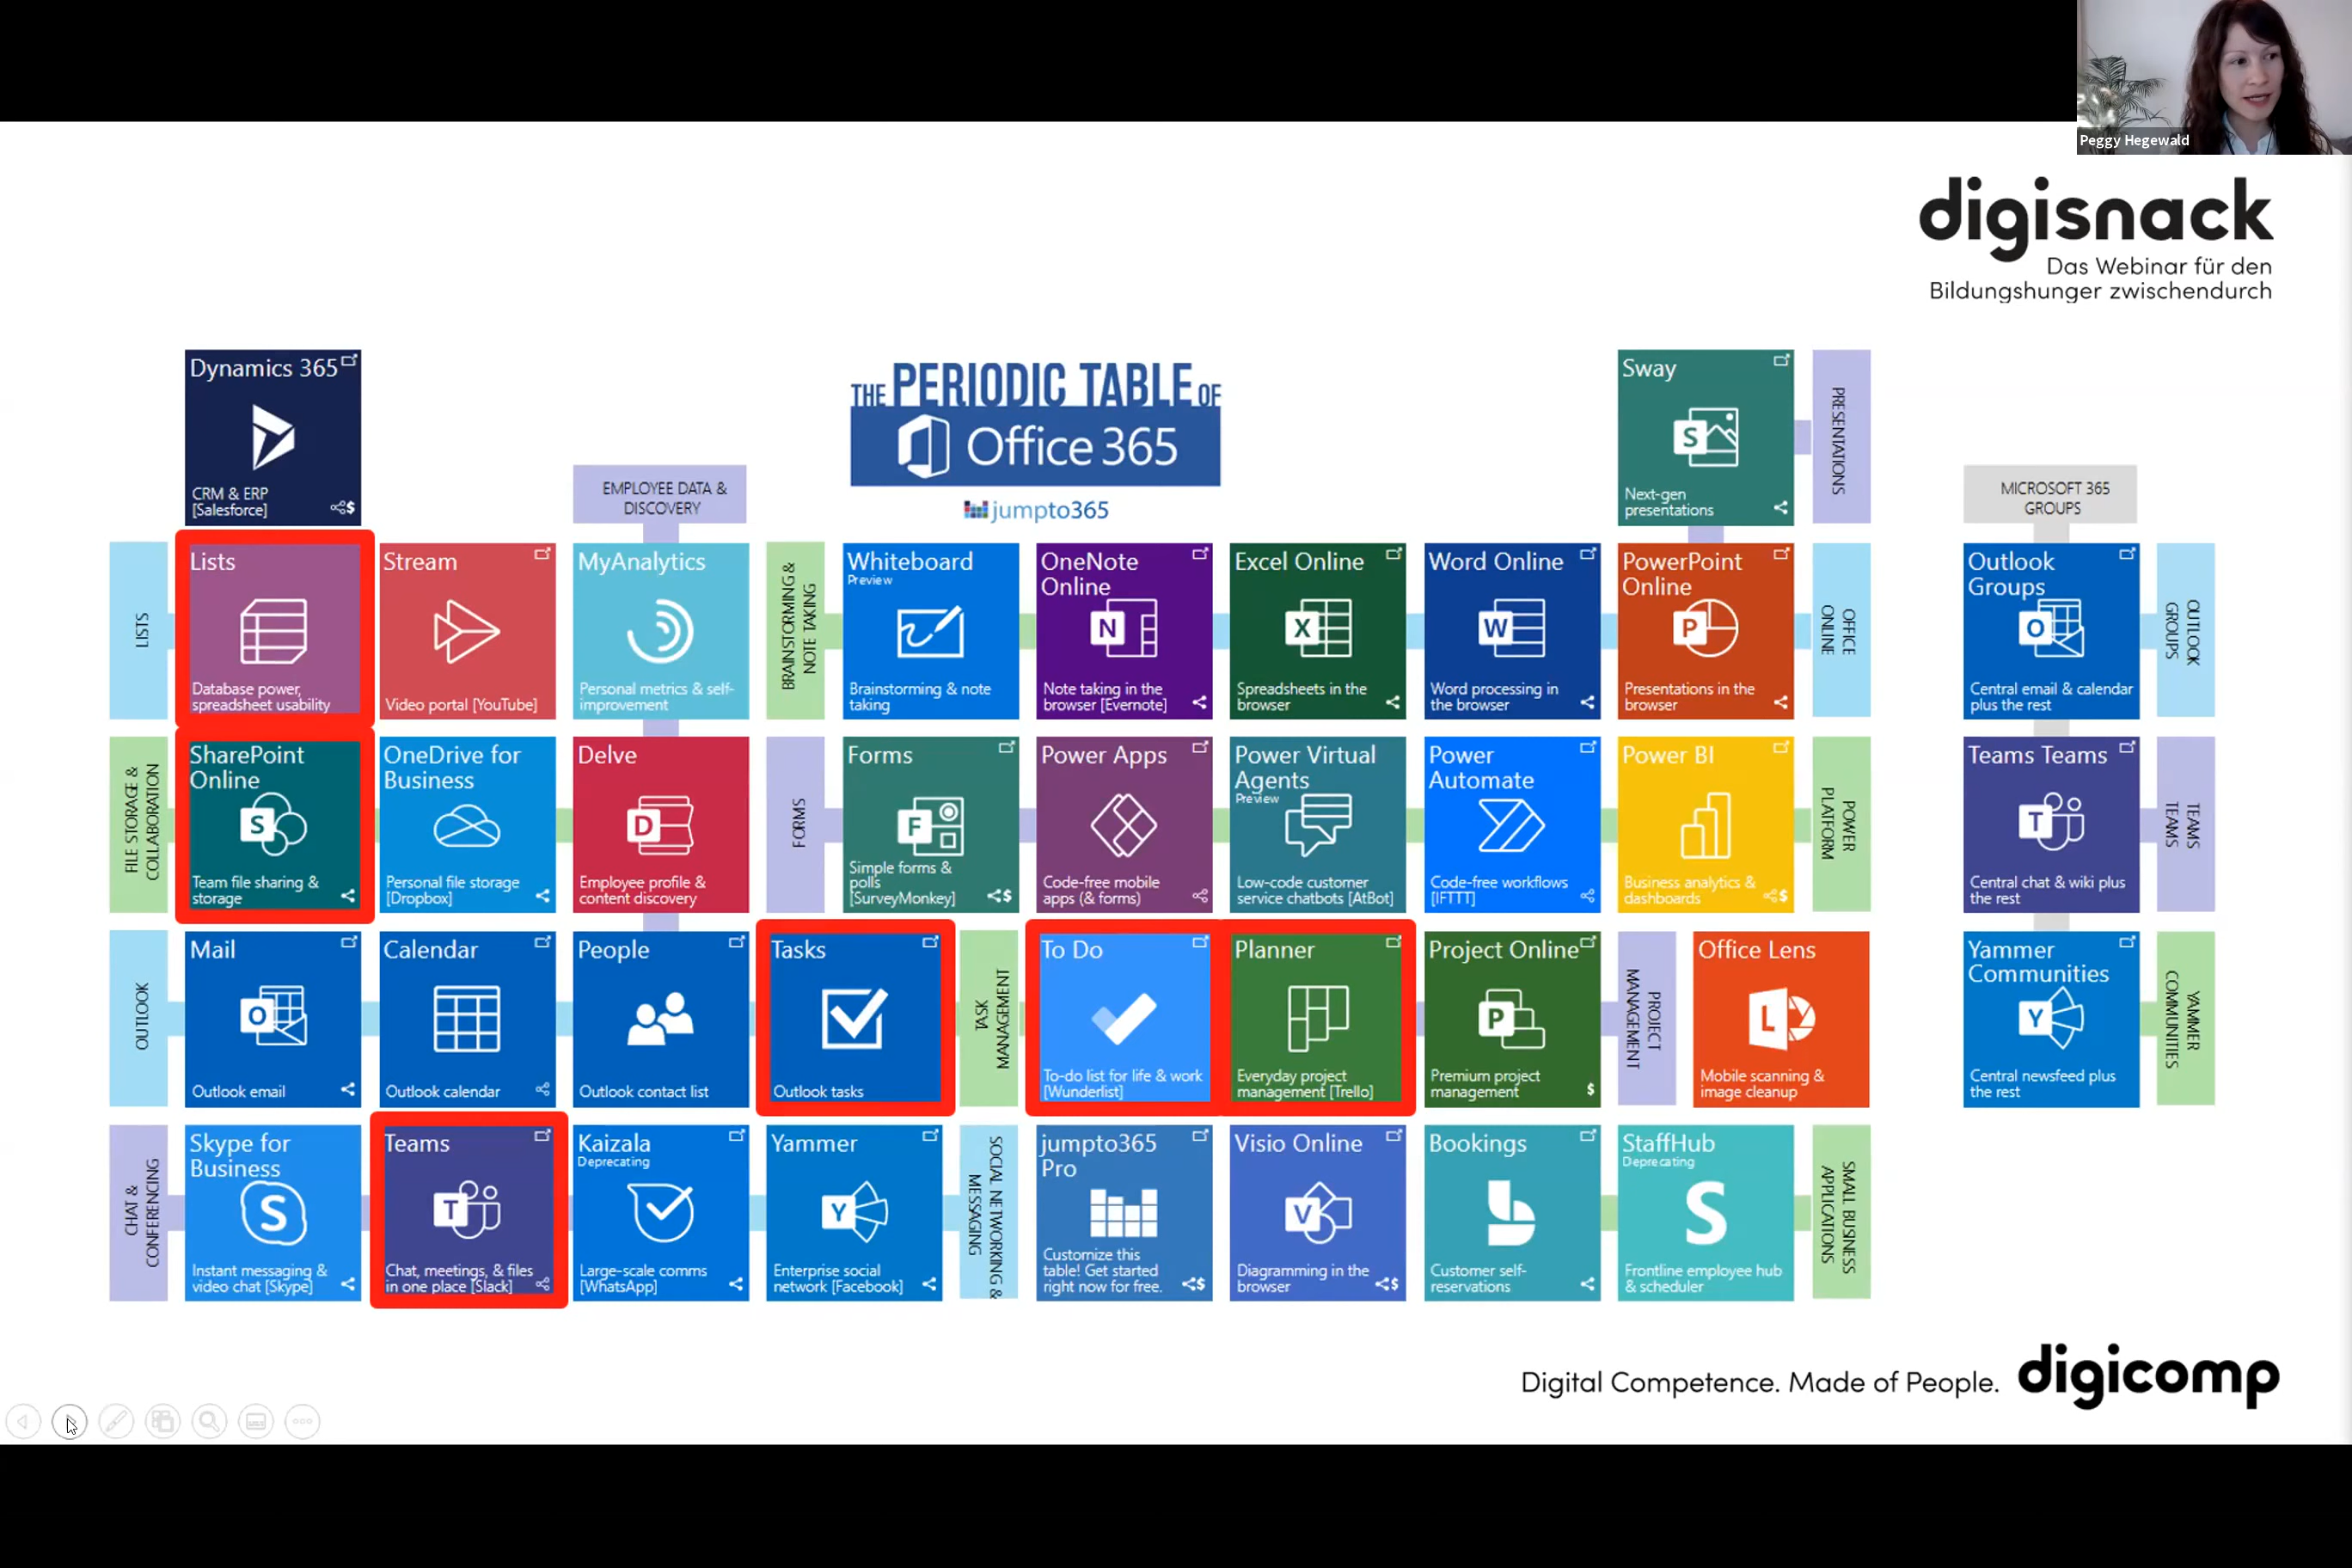 Peggy Hegewald
digisnack
Das Webinar für den
Bildungshunger zwischendurch
THE PERIODIC TABLE OF
Office 365
jumpto365
Dynamics 365
CRM & ERP
[Salesforce]
$
EMPLOYEE DATA &
DISCOVERY
Sway
Next-gen
presentations
PRESENTATIONS
MICROSOFT 365
GROUPS
LISTS
Lists
Database power,
spreadsheet usability
Stream
Video portal [YouTube]
MyAnalytics
Personal metrics & self-
improvement
BRAINSTORMING &
NOTE TAKING
Whiteboard
Preview
Brainstorming & note
taking
OneNote
Online
N
Note taking in the
browser [Evernote]
Excel Online
X
Spreadsheets in the
browser
Word Online
W
Word processing in
the browser
PowerPoint
Online
P
Presentations in the
browser
OFFICE
ONLINE
Outlook
Groups
O
Central email & calendar
plus the rest
OUTLOOK
GROUPS
FILE STORAGE &
COLLABORATION
SharePoint
Online
S
Team file sharing &
storage
OneDrive for
Business
Personal file storage
[Dropbox]
Delve
D
Employee profile &
content discovery
FORMS
Forms
F
Simple forms &
polls
[SurveyMonkey]
$
Power Apps
Code-free mobile
apps (& forms)
Power Virtual
Agents
Preview
Low-code customer
service chatbots [AtBot]
Power
Automate
Code-free workflows
[IFTTT]
Power BI
Business analytics &
dashboards
$
POWER
PLATFORM
Teams Teams
T
Central chat & wiki plus
the rest
TEAMS
TEAMS
OUTLOOK
Mail
O
Outlook email
Calendar
Outlook calendar
People
Outlook contact list
Tasks
Outlook tasks
TASK
MANAGEMENT
To Do
To-do list for life & work
[Wunderlist]
Planner
Everyday project
management [Trello]
Project Online
P
Premium project
management
$
PROJECT
MANAGEMENT
Office Lens
L
Mobile scanning &
image cleanup
Yammer
Communities
Y
Central newsfeed plus
the rest
YAMMER
COMMUNITIES
CHAT &
CONFERENCING
Skype for
Business
S
Instant messaging &
video chat [Skype]
Teams
T
Chat, meetings, & files
in one place [Slack]
Kaizala
Deprecating
Large-scale comms
[WhatsApp]
Yammer
Y
Enterprise social
network [Facebook]
SOCIAL NETWORKING &
MESSAGING
jumpto365
Pro
Customize this
table! Get started
right now for free.
$
Visio Online
V
Diagramming in the
browser
$
Bookings
Customer self-
reservations
StaffHub
Deprecating
S
Frontline employee hub
& scheduler
SMALL BUSINESS
APPLICATIONS
Digital Competence. Made of People.
digicomp